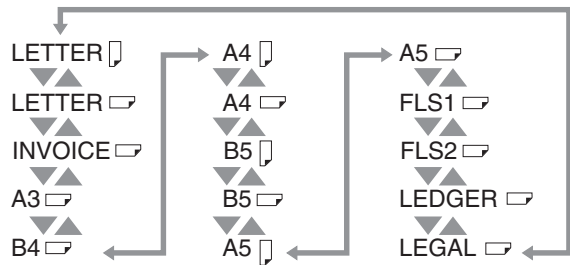 LETTER
LETTER
INVOICE
A3
B4
A4
A4
B5
B5
A5
A5
FLS1
FLS2
LEDGER
LEGAL